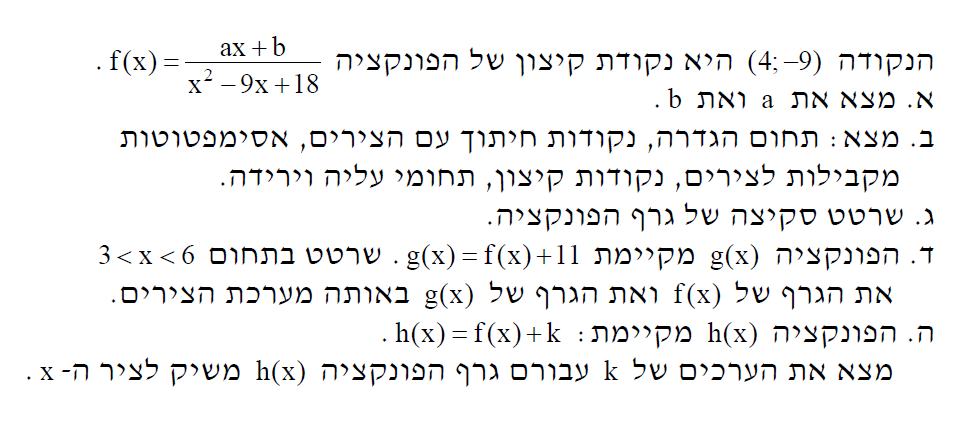 הנקודה (4;–9) היא נקודת קיצון של הפונקציה f(x) = (ax + b)/(x² − 9x + 18) .
א. מצא את a ואת b .
ב. מצא : תחום הגדרה, נקודות חיתוך עם הצירים, אסימפטוטות
מקבילות לצירים, נקודות קיצון, תחומי עליה וירידה.
ג. שרטט סקיצה של גרף הפונקציה.
ד. הפונקציה g(x) מקיימת g(x) = f(x) + 11 . שרטט בתחום 3 < x < 6
את הגרף של f(x) ואת הגרף של g(x) באותה מערכת הצירים.
ה. הפונקציה h(x) מקיימת : h(x) = f(x) + k .
מצא את הערכים של k עבורם גרף הפונקציה h(x) משיק לציר ה- x .